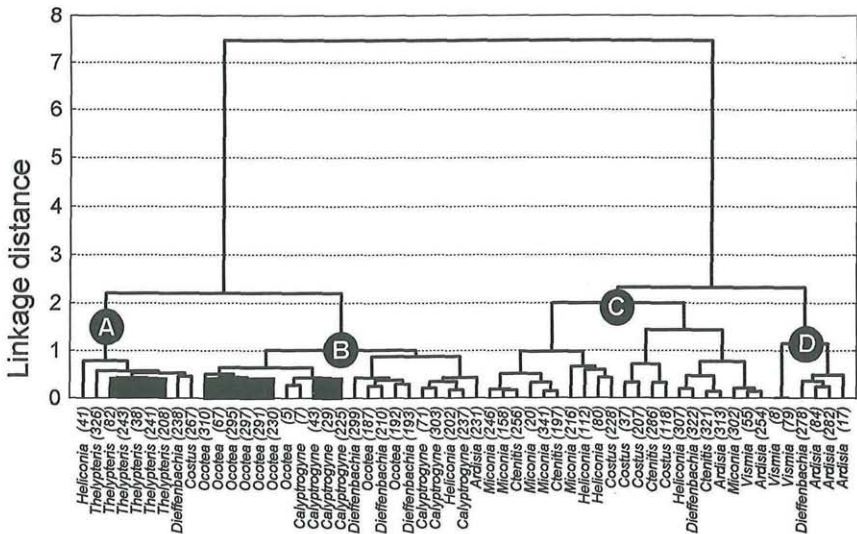 8
7
6
5
4
3
2
1
0
Linkage distance
A
B
C
D
Heliconia (41)
Thelypteris (326)
Thelypteris (82)
Thelypteris (243)
Thelypteris (38)
Thelypteris (241)
Thelypteris (208)
Dieffenbachia (238)
Costus (267)
Ocotea (310)
Ocotea (67)
Ocotea (295)
Ocotea (297)
Ocotea (291)
Ocotea (230)
Ocotea (5)
Calyptrogyne (7)
Calyptrogyne (43)
Calyptrogyne (29)
Calyptrogyne (225)
Dieffenbachia (299)
Ocotea (187)
Dieffenbachia (210)
Ocotea (192)
Dieffenbachia (193)
Calyptrogyne (71)
Calyptrogyne (303)
Heliconia (202)
Calyptrogyne (237)
Ardisia (231)
Miconia (246)
Miconia (158)
Ctenitis (256)
Miconia (20)
Miconia (341)
Ctenitis (197)
Miconia (216)
Heliconia (112)
Heliconia (80)
Costus (228)
Costus (37)
Costus (207)
Ctenitis (286)
Costus (118)
Heliconia (307)
Dieffenbachia (322)
Ctenitis (321)
Ardisia (313)
Miconia (302)
Vismia (55)
Ardisia (254)
Vismia (8)
Vismia (79)
Dieffenbachia (278)
Ardisia (84)
Ardisia (282)
Ardisia (17)